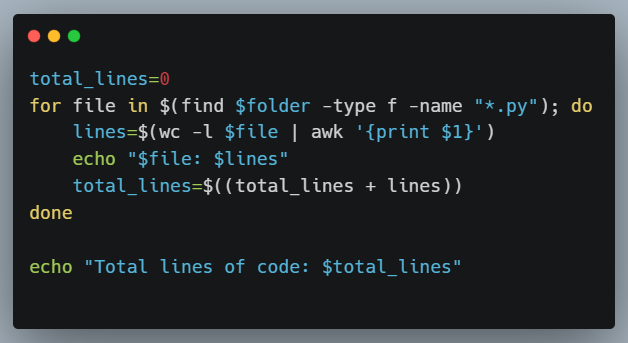 total_lines=0
for file in $(find $folder -type f -name "*.py"); do
    lines=$(wc -l $file | awk '{print $1}')
    echo "$file: $lines"
    total_lines=$((total_lines + lines))
done

echo "Total lines of code: $total_lines"